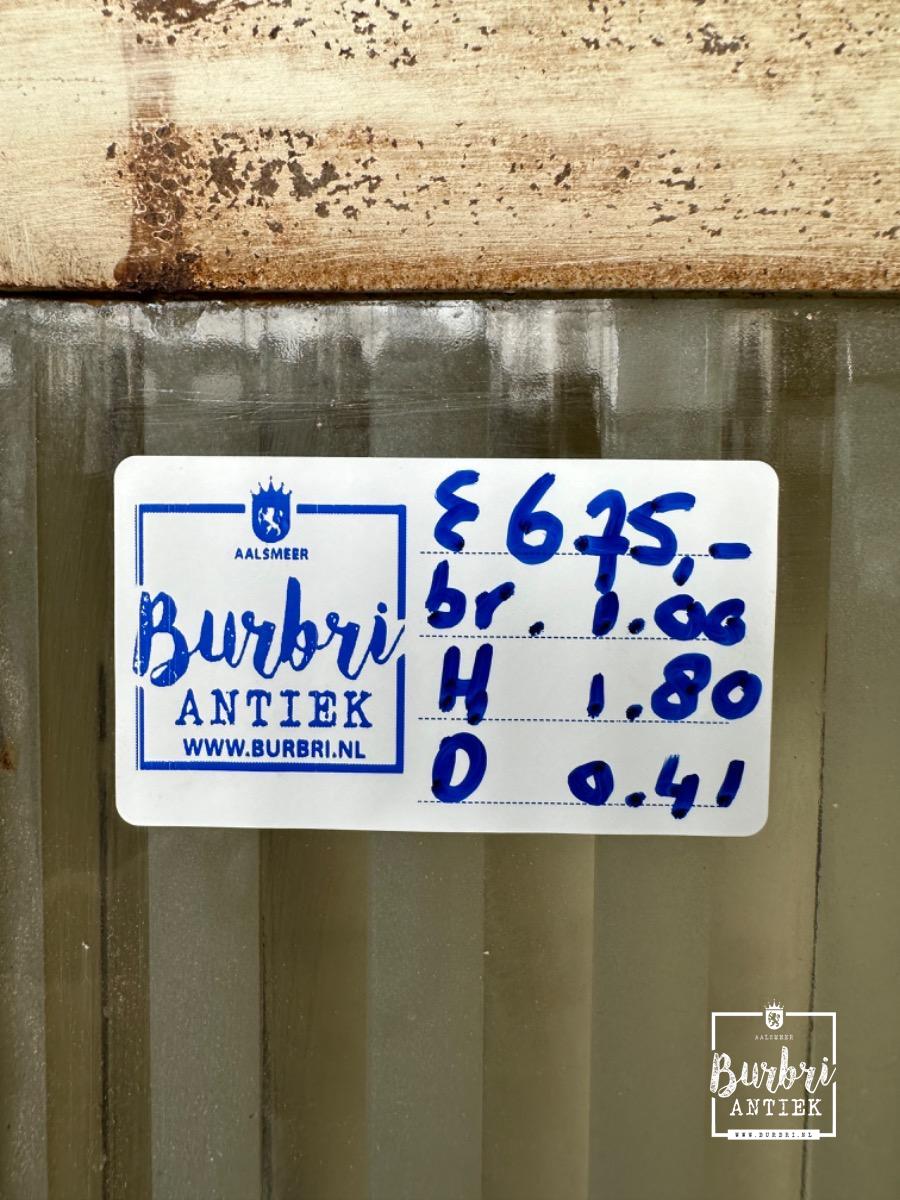 AALSMEER
Burbri
ANTIEK
WWW.BURBRI.NL
€ 675,-
br. 1.00
H 1.80
D 0.41
AALSMEER
Burbri
ANTIEK
WWW.BURBRI.NL